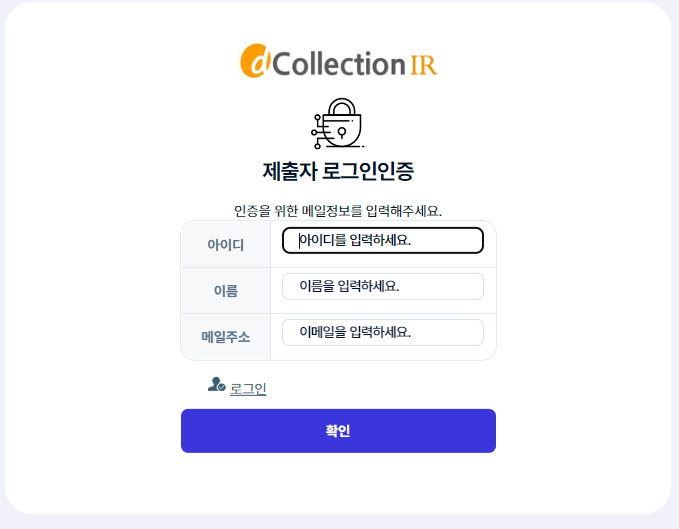 dCollection IR
제출자 로그인인증
인증을 위한 메일정보를 입력해주세요.
아이디 아이디를 입력하세요.
이름 이름을 입력하세요.
메일주소 이메일을 입력하세요.
로그인
확인